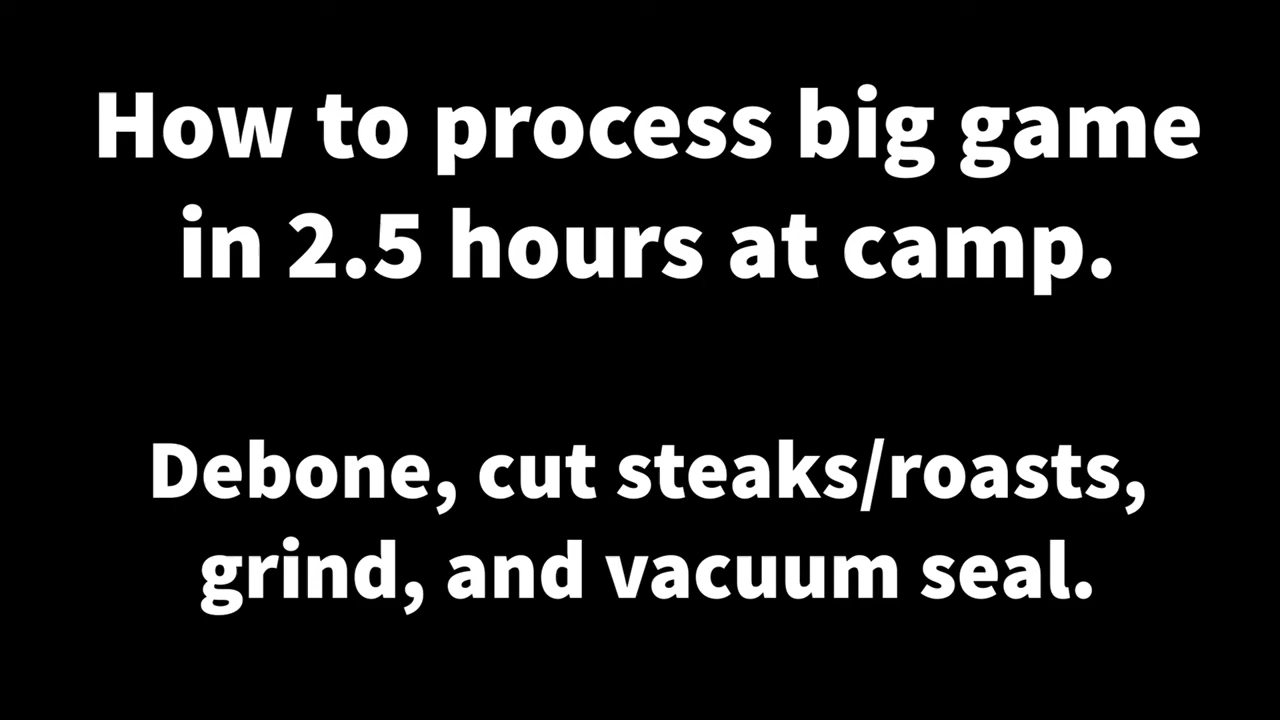 How to process big game
in 2.5 hours at camp.
Debone, cut steaks/roasts,
grind, and vacuum seal.